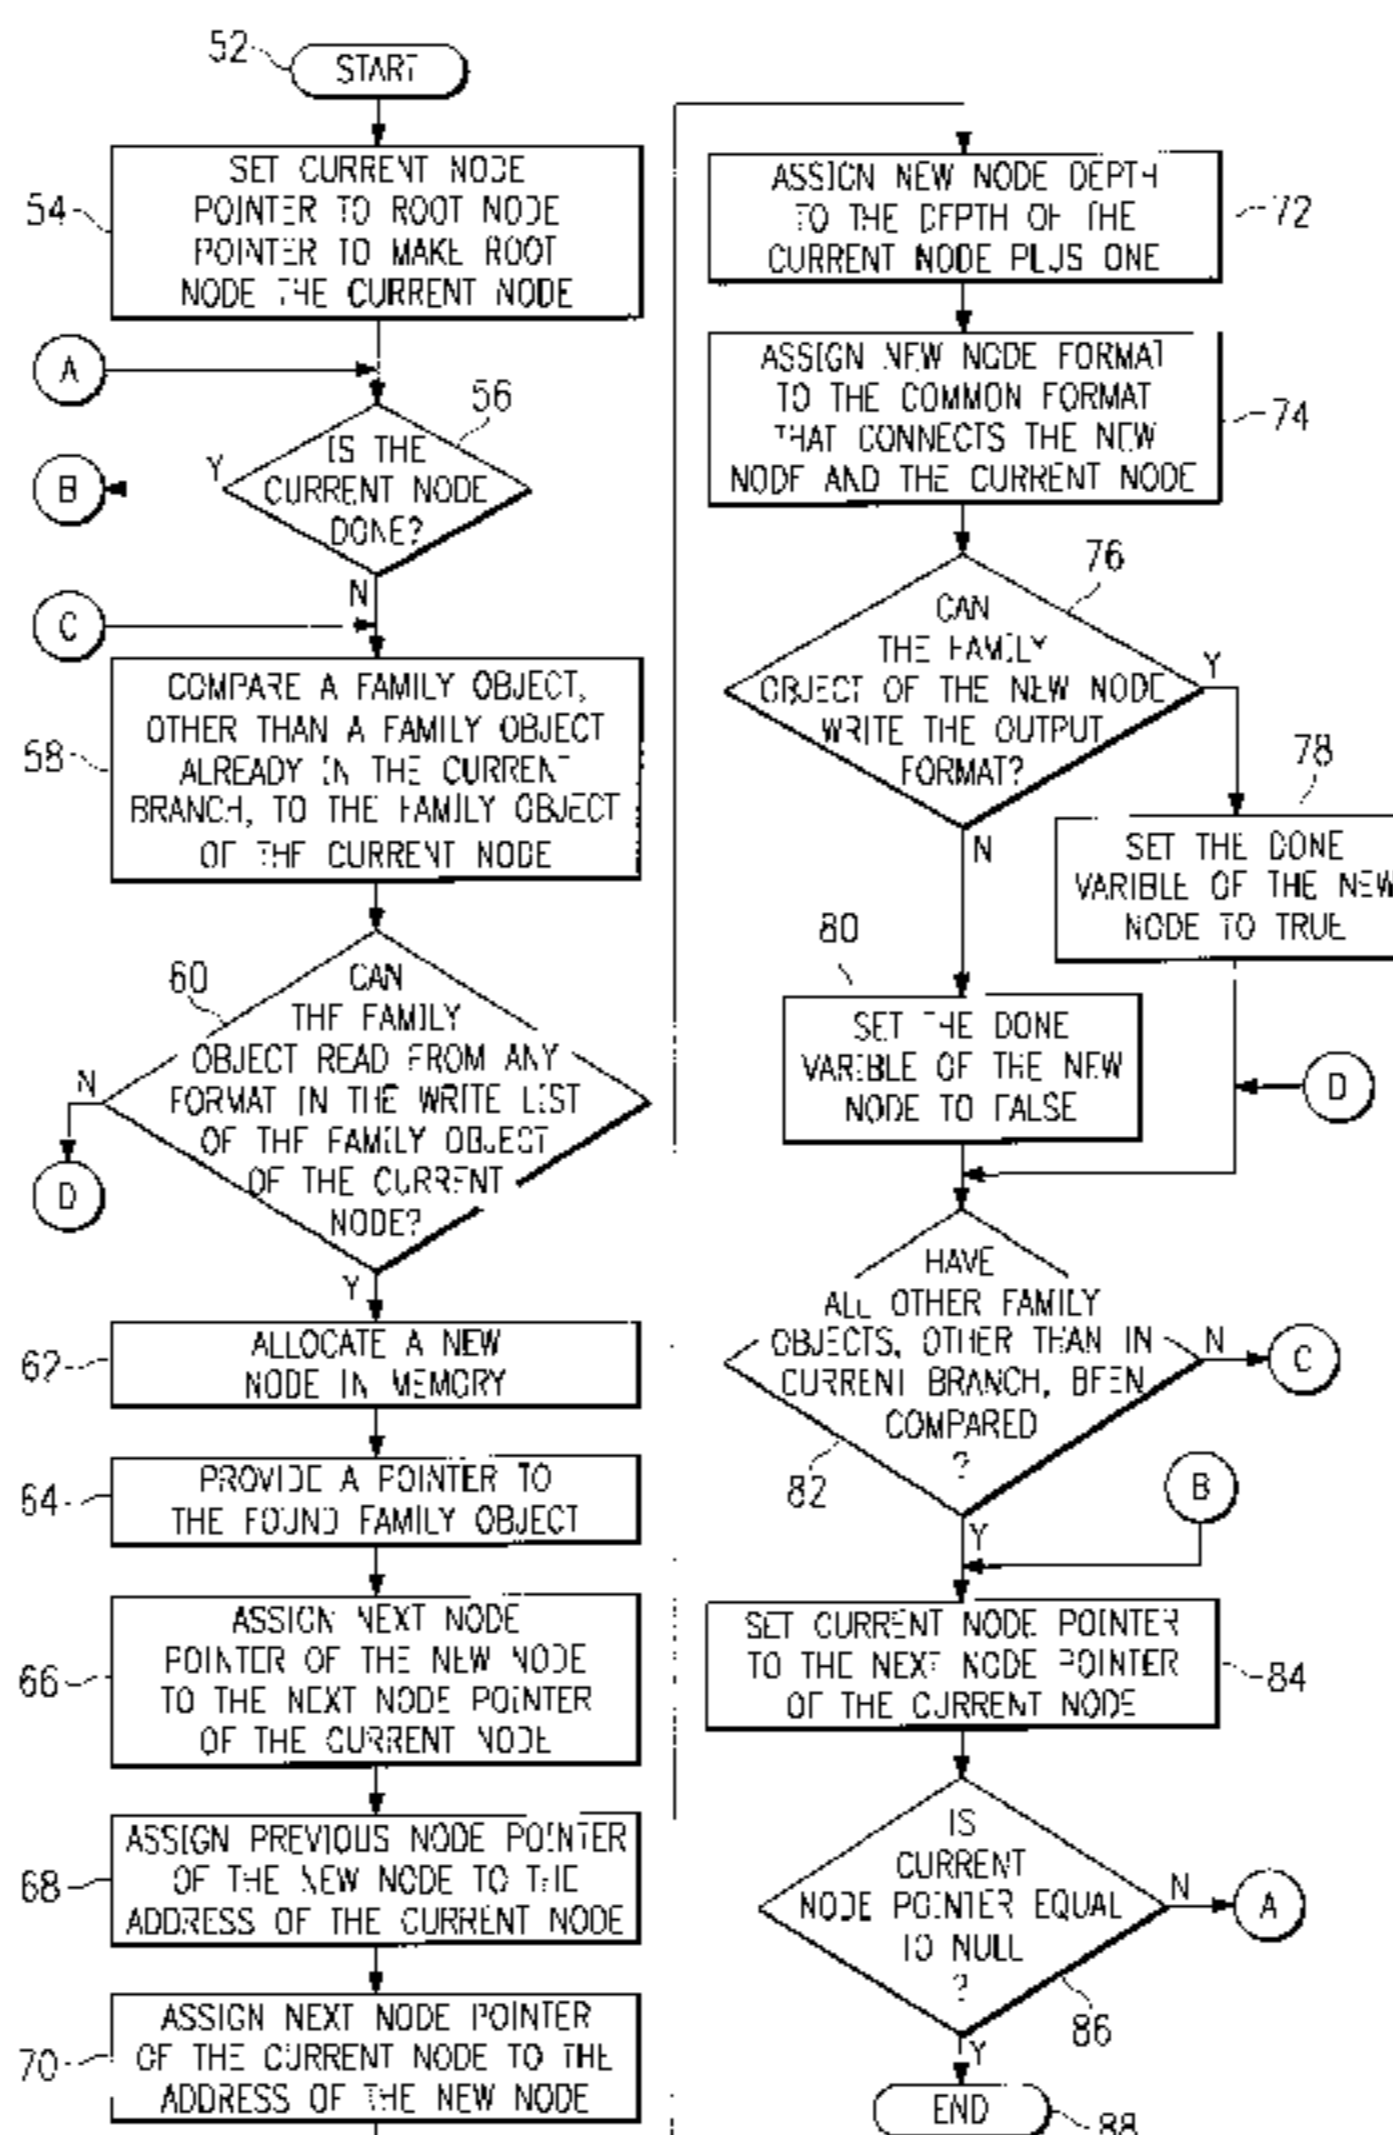 52
START
54
SET CURRENT NODE
POINTER TO ROOT NODE
POINTER TO MAKE ROOT
NODE THE CURRENT NODE
A
56
IS THE
CURRENT NODE
DONE?
Y
B
N
C
58
COMPARE A FAMILY OBJECT,
OTHER THAN A FAMILY OBJECT
ALREADY IN THE CURRENT
BRANCH, TO THE FAMILY OBJECT
OF THE CURRENT NODE
60
CAN
THE FAMILY
OBJECT READ FROM ANY
FORMAT IN THE WRITE LIST
OF THE FAMILY OBJECT
OF THE CURRENT
NODE?
N
D
Y
62
ALLOCATE A NEW
NODE IN MEMORY
64
PROVIDE A POINTER TO
THE FOUND FAMILY OBJECT
66
ASSIGN NEXT NODE
POINTER OF THE NEW NODE
TO THE NEXT NODE POINTER
OF THE CURRENT NODE
68
ASSIGN PREVIOUS NODE POINTER
OF THE NEW NODE TO THE
ADDRESS OF THE CURRENT NODE
70
ASSIGN NEXT NODE POINTER
OF THE CURRENT NODE TO THE
ADDRESS OF THE NEW NODE
ASSIGN NEW NODE DEPTH
TO THE DEPTH OF THE
CURRENT NODE PLUS ONE
72
ASSIGN NEW NODE FORMAT
TO THE COMMON FORMAT
THAT CONNECTS THE NEW
NODE AND THE CURRENT NODE
74
76
CAN
THE FAMILY
OBJECT OF THE NEW NODE
WRITE THE OUTPUT
FORMAT?
Y
N
78
SET THE DONE
VARIBLE OF THE NEW
NODE TO TRUE
80
SET THE DONE
VARIBLE OF THE NEW
NODE TO FALSE
D
HAVE
ALL OTHER FAMILY
OBJECTS, OTHER THAN IN
CURRENT BRANCH, BEEN
COMPARED
?
N
C
82
Y
B
SET CURRENT NODE POINTER
TO THE NEXT NODE POINTER
OF THE CURRENT NODE
84
IS
CURRENT
NODE POINTER EQUAL
TO NULL
?
N
A
86
Y
END
88